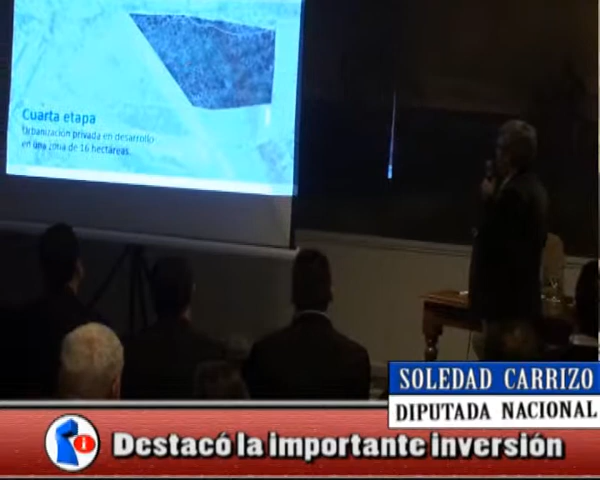 Cuarta etapa
Urbanización privada en desarrollo
en una zona de 16 hectáreas
SOLEDAD CARRIZO
DIPUTADA NACIONAL
Destacó la importante inversión